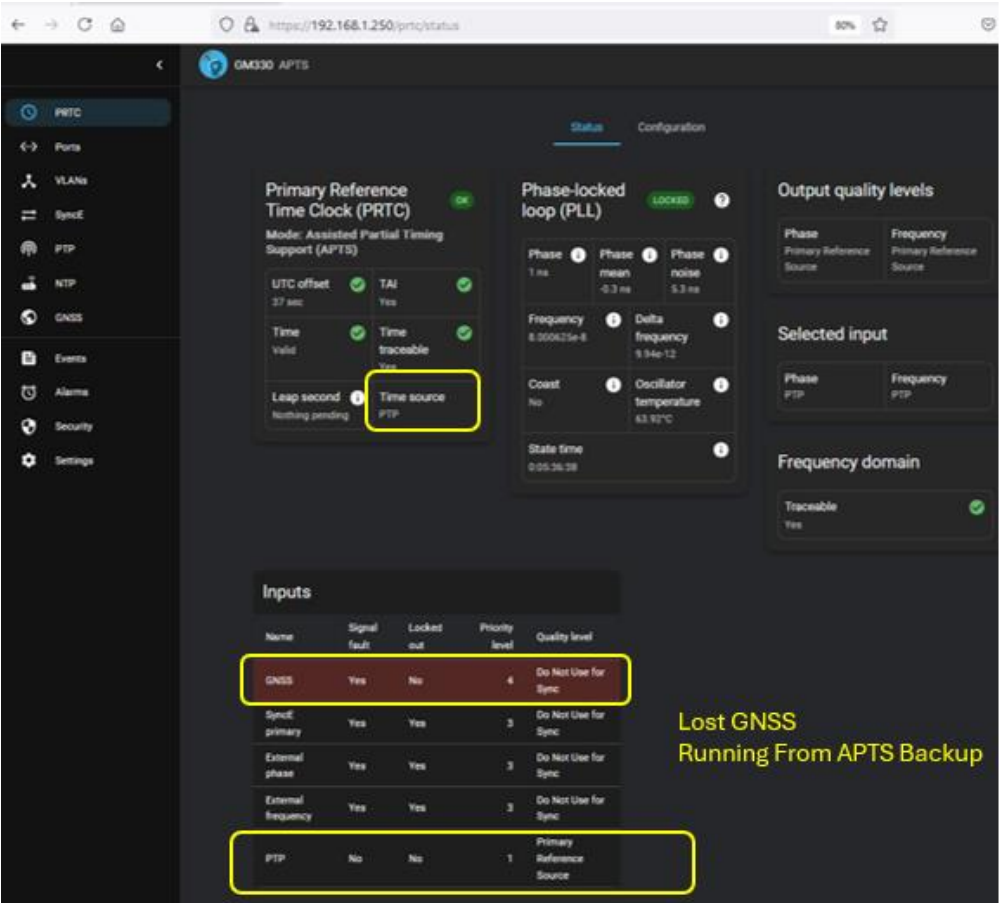 https://192.168.1.250/prtc/status
80%
GM330 APTS
PRTC
Ports
VLANs
SyncE
PTP
NTP
GNSS
Events
Alarms
Security
Settings
Status
Configuration
Primary Reference
Time Clock (PRTC)
OK
Mode: Assisted Partial Timing
Support (APTS)
UTC offset
37 sec
TAI
Yes
Time
Valid
Time
traceable
Yes
Leap second
Nothing pending
Time source
PTP
Phase-locked
loop (PLL)
LOCKED
Phase
1 ns
Phase
mean
-0.3 ns
Phase
noise
5.3 ns
Frequency
8.000625e-8
Delta
frequency
9.94e-12
Coast
No
Oscillator
temperature
63.92°C
State time
0:05:36:38
Output quality levels
Phase
Primary Reference
Source
Frequency
Primary Reference
Source
Selected input
Phase
PTP
Frequency
PTP
Frequency domain
Traceable
Yes
Inputs
Name
Signal
fault
Locked
out
Priority
level
Quality level
GNSS
Yes
No
4
Do Not Use for
Sync
SyncE
primary
Yes
Yes
3
Do Not Use for
Sync
External
phase
Yes
Yes
3
Do Not Use for
Sync
External
frequency
Yes
Yes
3
Do Not Use for
Sync
PTP
No
No
1
Primary
Reference
Source
Lost GNSS
Running From APTS Backup